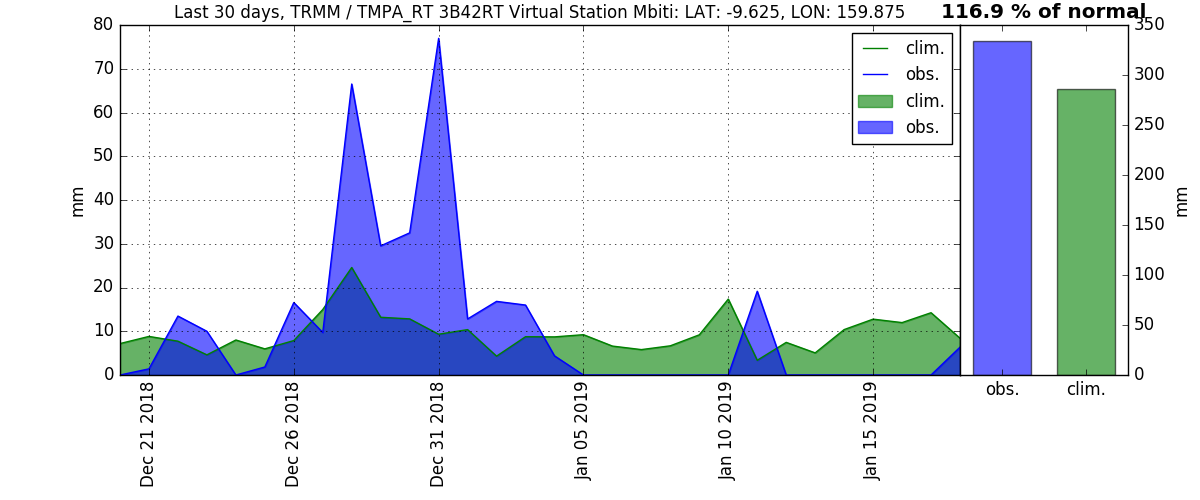 Last 30 days, TRMM / TMPA_RT 3B42RT Virtual Station Mbiti: LAT: -9.625, LON: 159.875
116.9 % of normal
80
70
60
50
40
30
20
10
0
mm
clim.
obs.
clim.
obs.
350
300
250
200
150
100
50
0
mm
obs.
clim.
Dec 21 2018
Dec 26 2018
Dec 31 2018
Jan 05 2019
Jan 10 2019
Jan 15 2019